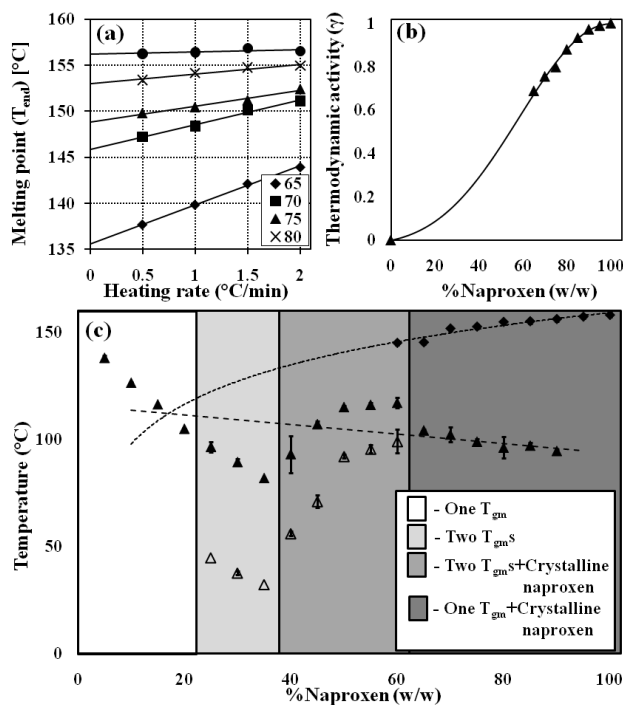 (a)
Melting point (Tend) [°C]
160
155
150
145
140
135
0
0.5
1
1.5
2
Heating rate (°C/min)
65
70
75
80
(b)
Thermodynamic activity (γ)
1
0.8
0.6
0.4
0.2
0
0
20
40
60
80
100
%Naproxen (w/w)
(c)
Temperature (°C)
150
100
50
0
0
20
40
60
80
100
%Naproxen (w/w)
- One Tgm
- Two Tgms
- Two Tgms+Crystalline
naproxen
- One Tgm+Crystalline
naproxen